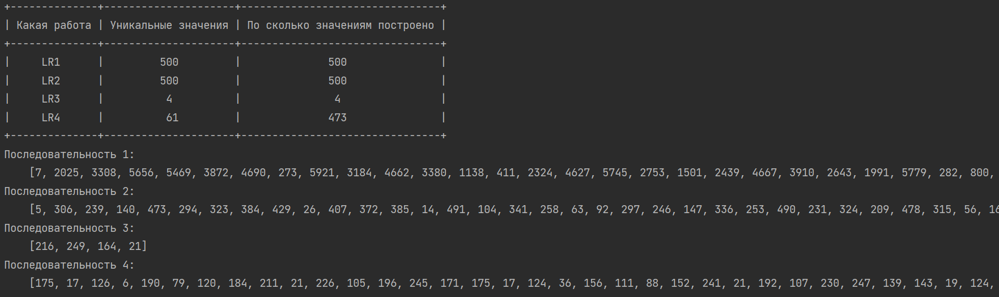 +--------------+---------------------+--------------------------------+
| Какая работа | Уникальные значения | По сколько значениям построено |
+--------------+---------------------+--------------------------------+
|     LR1      |         500         |              500               |
|     LR2      |         500         |              500               |
|     LR3      |          4          |               4                |
|     LR4      |          61         |              473               |
+--------------+---------------------+--------------------------------+
Последовательность 1:
    [7, 2025, 3308, 5656, 5469, 3872, 4690, 273, 5921, 3184, 4662, 3380, 1138, 411, 2324, 4627, 5745, 2753, 1501, 2439, 4667, 3910, 2643, 1991, 5779, 282, 800,
Последовательность 2:
    [5, 306, 239, 140, 473, 294, 323, 384, 429, 26, 407, 372, 385, 14, 491, 104, 341, 258, 63, 92, 297, 246, 147, 336, 253, 490, 231, 324, 209, 478, 315, 56, 16
Последовательность 3:
    [216, 249, 164, 21]
Последовательность 4:
    [175, 17, 126, 6, 190, 79, 120, 184, 211, 21, 226, 105, 196, 245, 171, 175, 17, 124, 36, 156, 111, 88, 152, 241, 21, 192, 107, 230, 247, 139, 143, 19, 124,